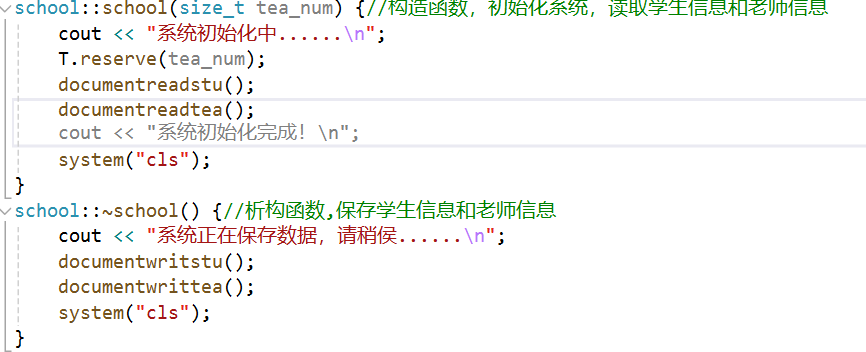 school::school(size_t tea_num) {//构造函数，初始化系统，读取学生信息和老师信息
cout << "系统初始化中......\n";
T.reserve(tea_num);
documentreadstu();
documentreadtea();
cout << "系统初始化完成！\n";
system("cls");
}
school::~school() {//析构函数,保存学生信息和老师信息
cout << "系统正在保存数据，请稍侯......\n";
documentwritstu();
documentwrittea();
system("cls");
}